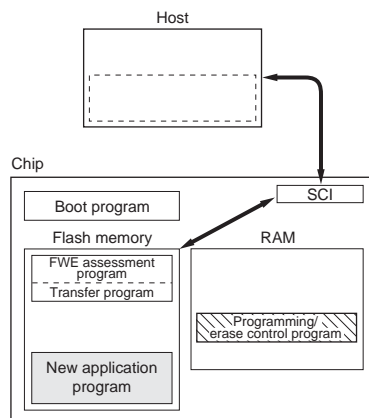 Host
Chip
SCI
Boot program
Flash memory
RAM
FWE assessment
program
Transfer program
Programming/
erase control program
New application
program